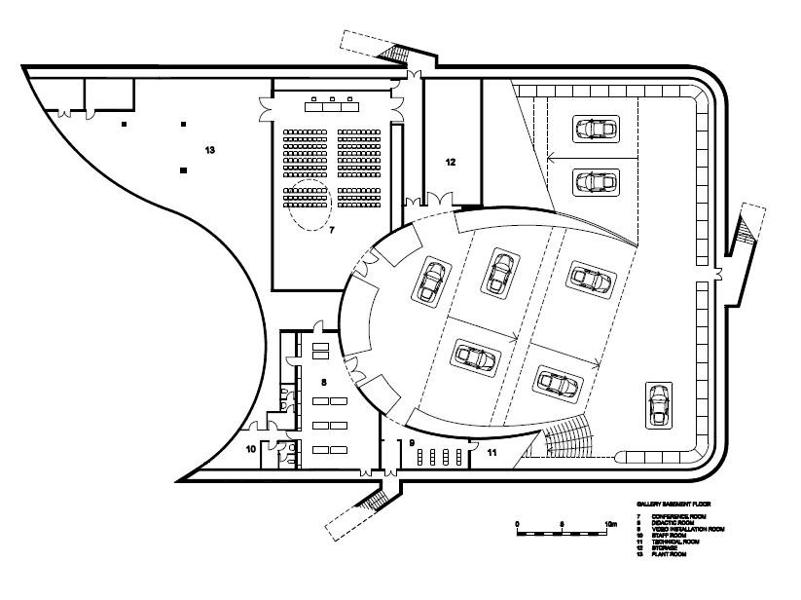 13
12
7
8
9
10
11
GALLERY BASEMENT FLOOR
7 CONFERENCE ROOM
8 DIDACTIC ROOM
9 VIDEO INSTALLATION ROOM
10 STAFF ROOM
11 TECHNICAL ROOM
12 STORAGE
13 PLANT ROOM
0 5 10m